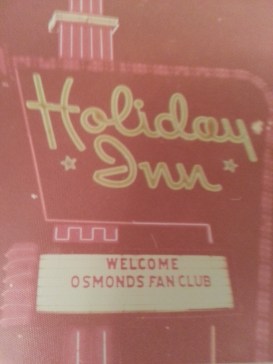 Holiday
Inn
WELCOME
OSMONDS FAN CLUB